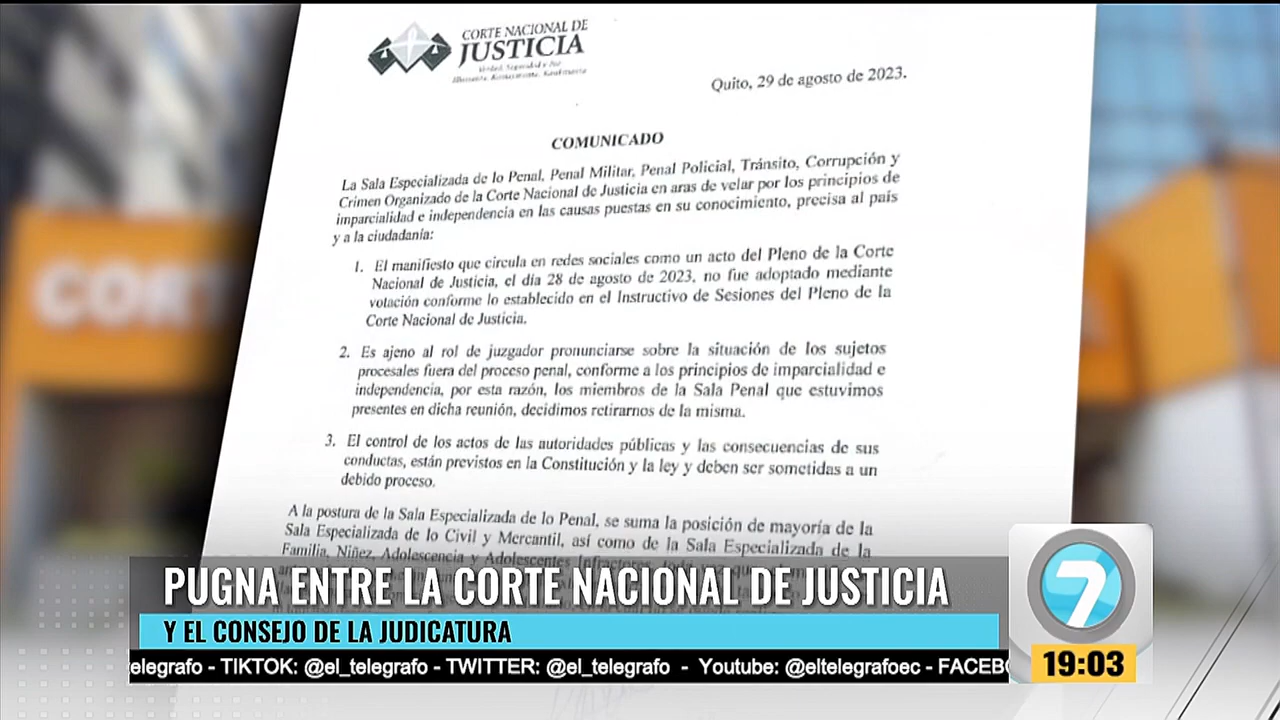 CORTE NACIONAL DE
JUSTICIA
Quito, 29 de agosto de 2023.
COMUNICADO
La Sala Especializada de lo Penal, Penal Militar, Penal Policial, Tránsito, Corrupción y
Crimen Organizado de la Corte Nacional de Justicia en aras de velar por los principios de
imparcialidad e independencia en las causas puestas en su conocimiento, precisa al país
y a la ciudadanía:
1. El manifiesto que circula en redes sociales como un acto del Pleno de la Corte
Nacional de Justicia, el día 28 de agosto de 2023, no fue adoptado mediante
votación conforme lo establecido en el Instructivo de Sesiones del Pleno de la
Corte Nacional de Justicia.
2. Es ajeno al rol de juzgador pronunciarse sobre la situación de los sujetos
procesales fuera del proceso penal, conforme a los principios de imparcialidad e
independencia, por esta razón, los miembros de la Sala Penal que estuvimos
presentes en dicha reunión, decidimos retirarnos de la misma.
3. El control de los actos de las autoridades públicas y las consecuencias de sus
conductas, están previstos en la Constitución y la ley y deben ser sometidas a un
debido proceso.
A la postura de la Sala Especializada de lo Penal, se suma la posición de mayoría de la
Sala Especializada de lo Civil y Mercantil, así como de la Sala Especializada de la
Familia, Niñez, Adolescencia y Adolescentes Infractores
CORT
PUGNA ENTRE LA CORTE NACIONAL DE JUSTICIA
Y EL CONSEJO DE LA JUDICATURA
telegrafo - TIKTOK: @el_telegrafo - TWITTER: @el_telegrafo - Youtube: @eltelegrafoec - FACEBO
7
19:03